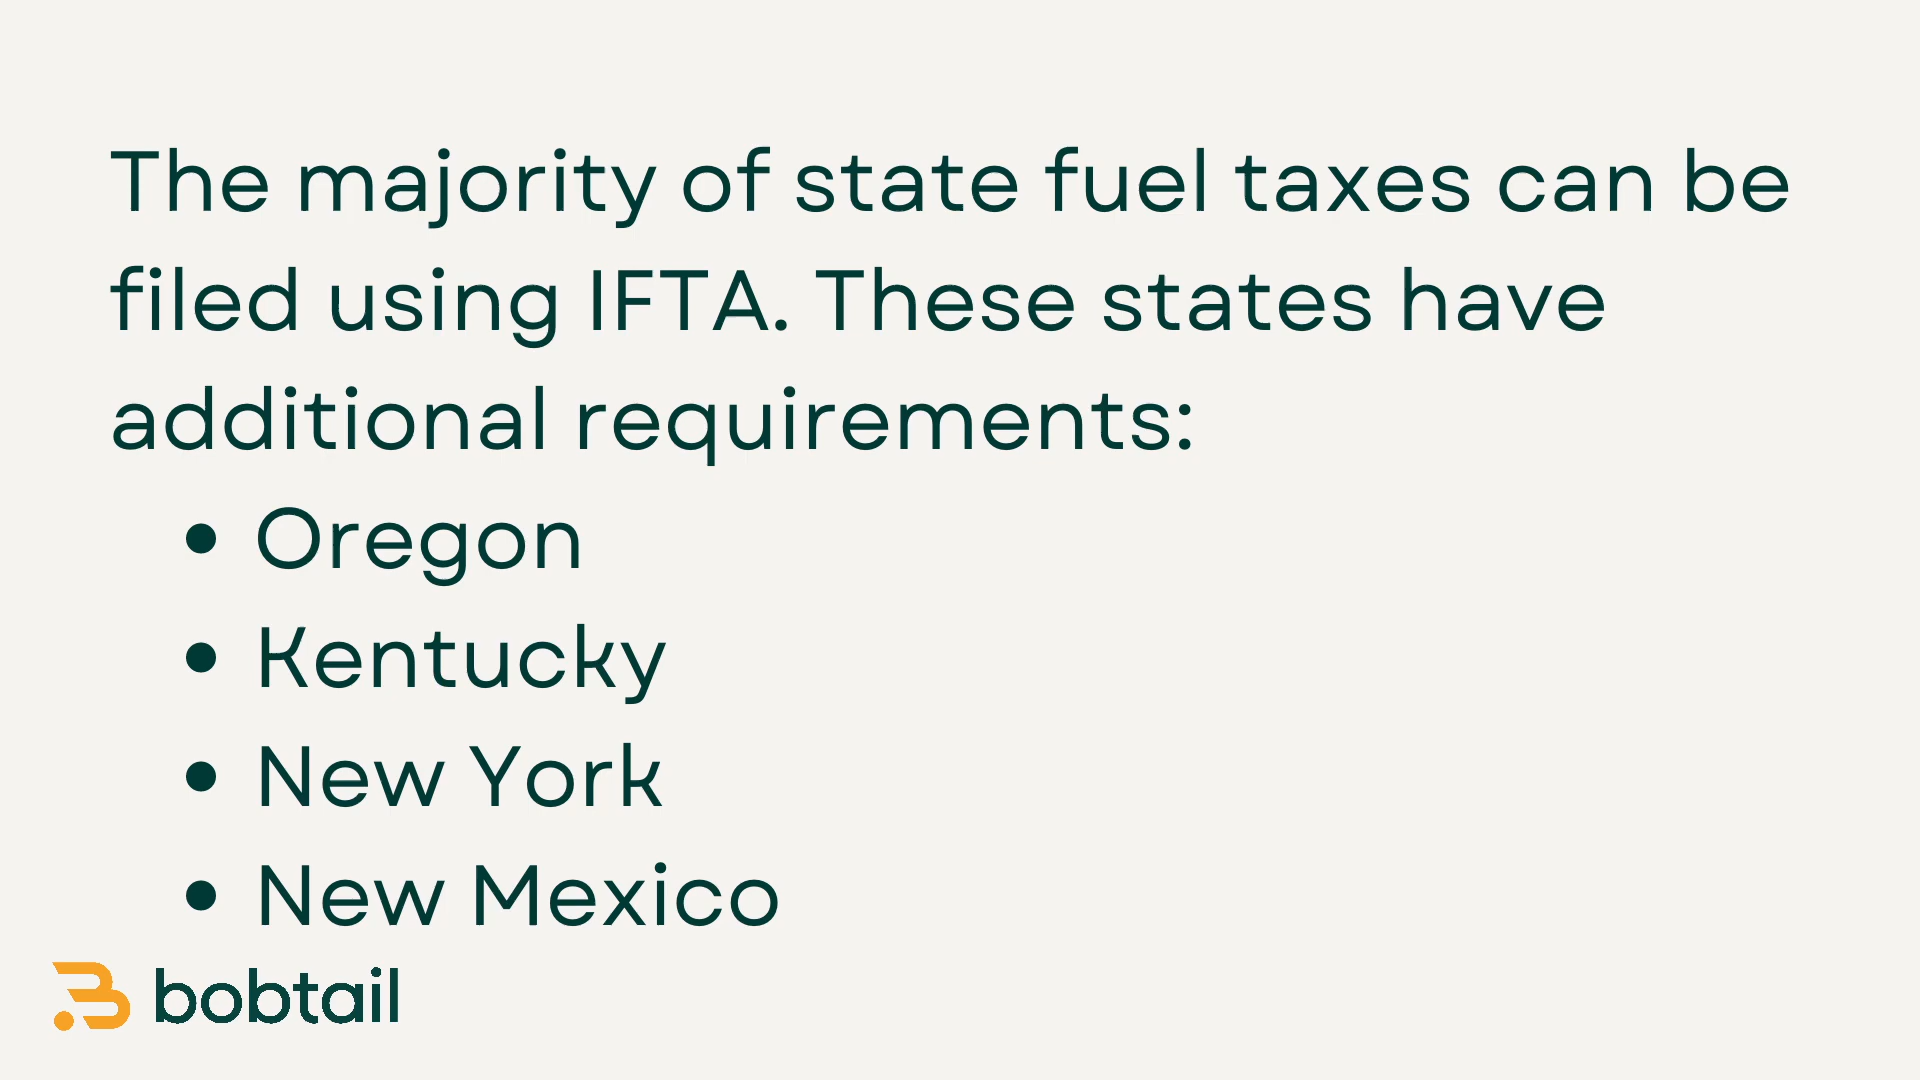 The majority of state fuel taxes can be
filed using IFTA. These states have
additional requirements:
• Oregon
• Kentucky
• New York
• New Mexico
bobtail